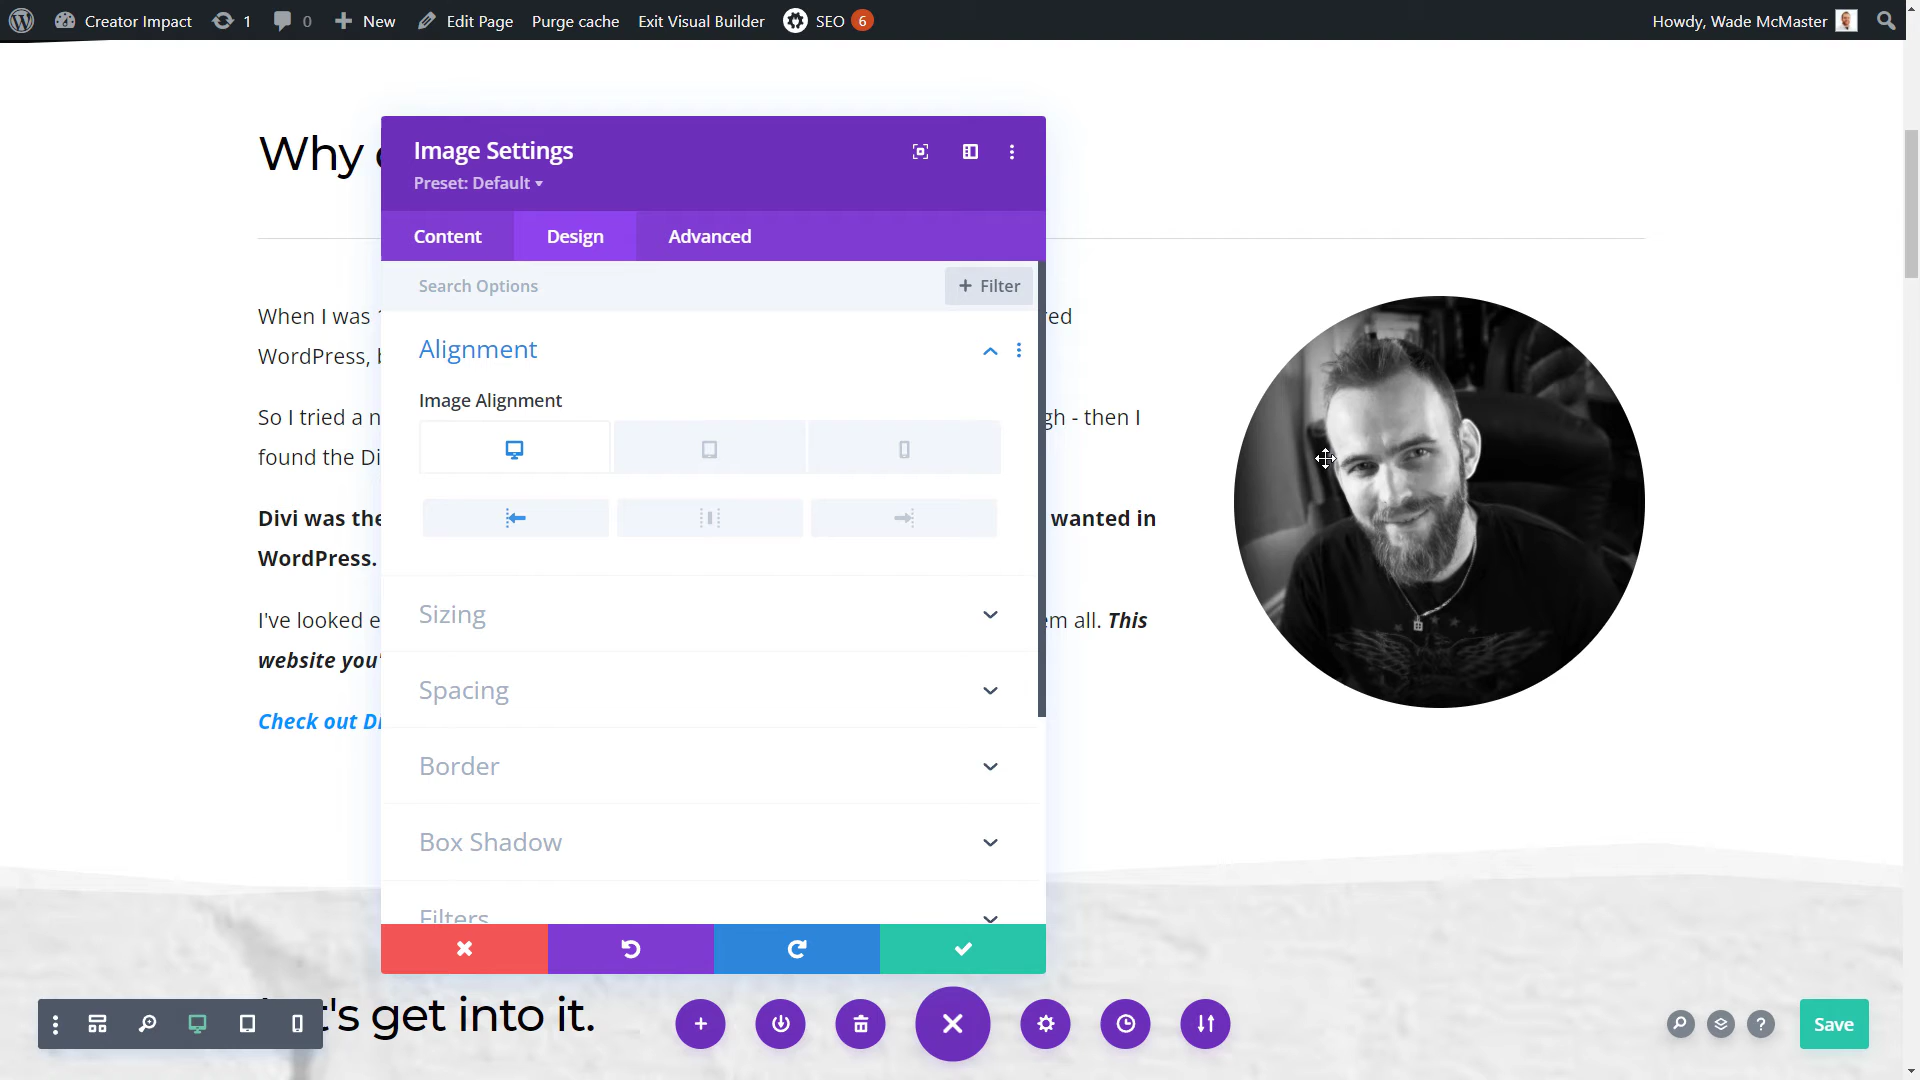 Creator Impact 1 0 New Edit Page Purge cache Exit Visual Builder SEO 6 Howdy, Wade McMaster
Why
Image Settings
Preset: Default
Content Design Advanced
Search Options
+ Filter
Alignment
Image Alignment
Sizing
Spacing
Border
Box Shadow
Filters
When I was
WordPress,
So I tried a gh - then I
found the Di
Divi was the wanted in
WordPress.
I've looked em all. This
website you'
Check out
's get into it.
? Save